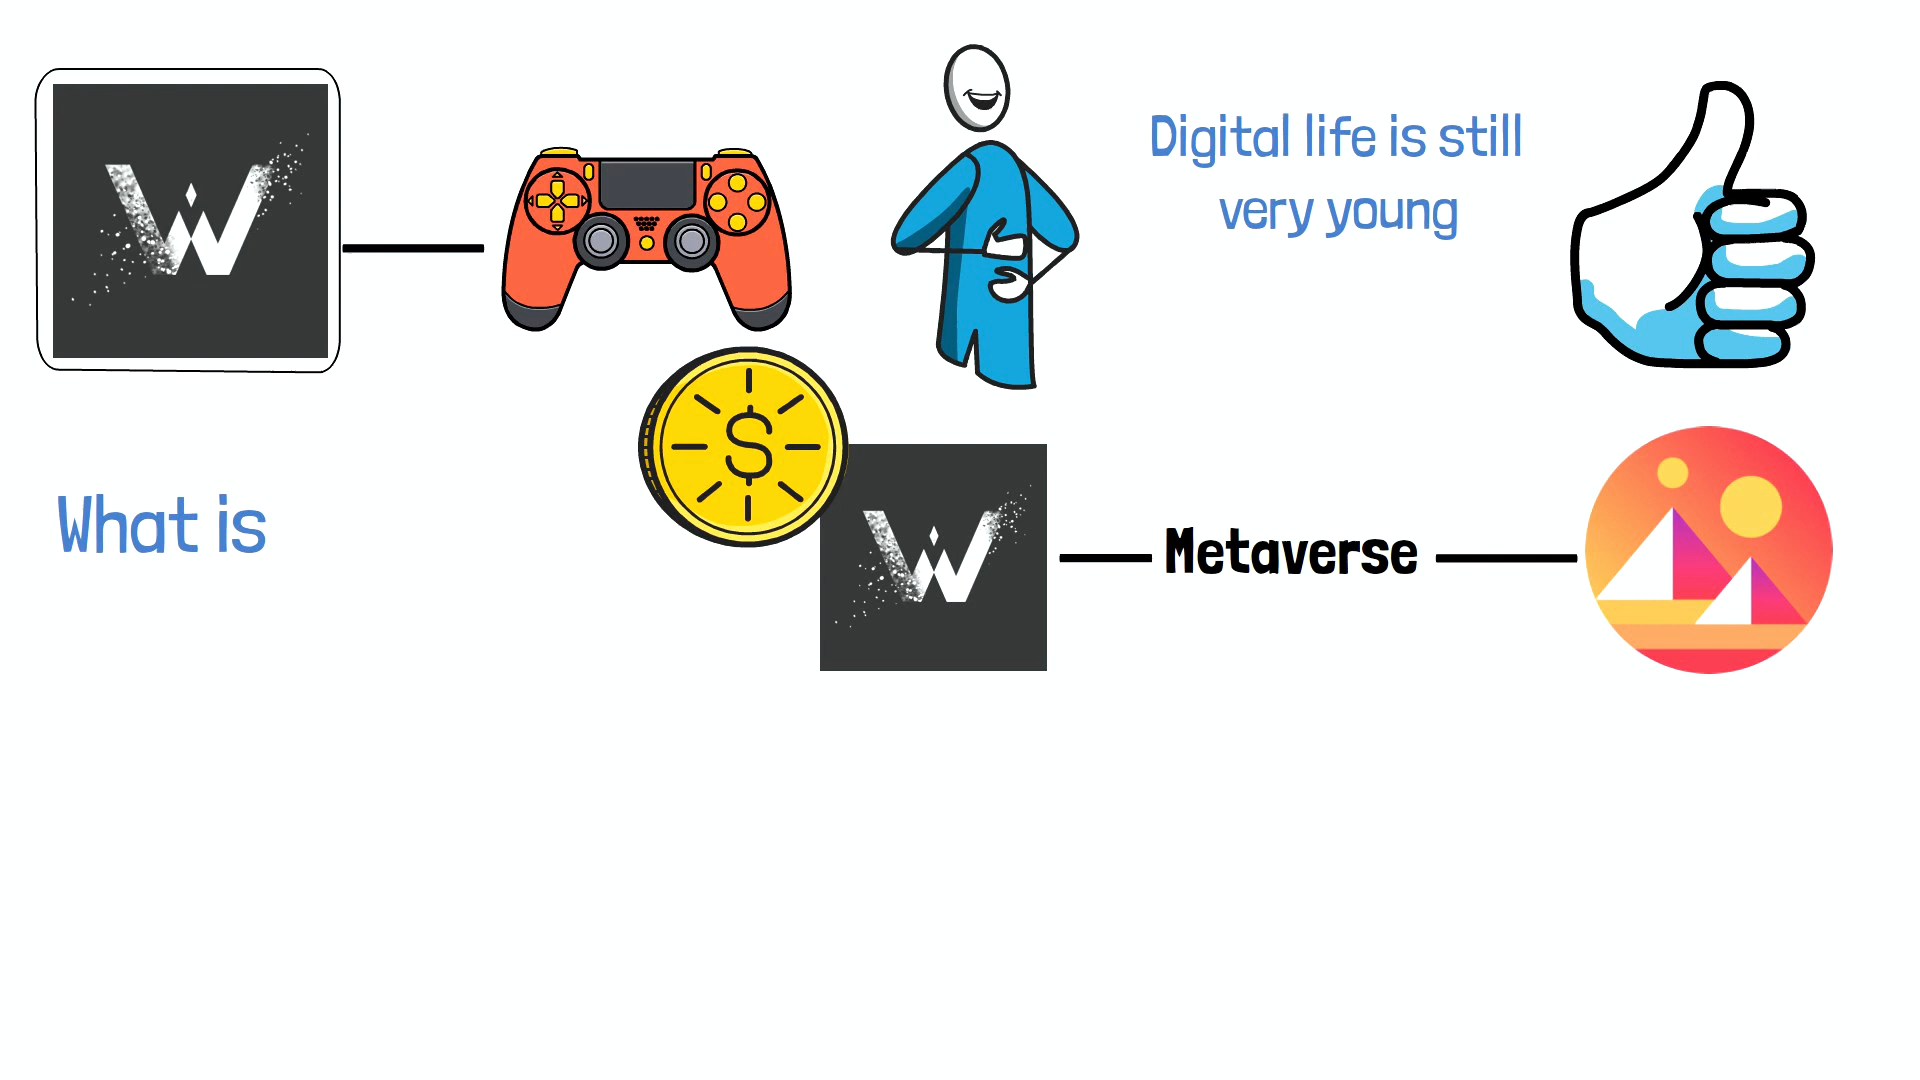 W
Digital life is still
very young
S
What is
W
Metaverse